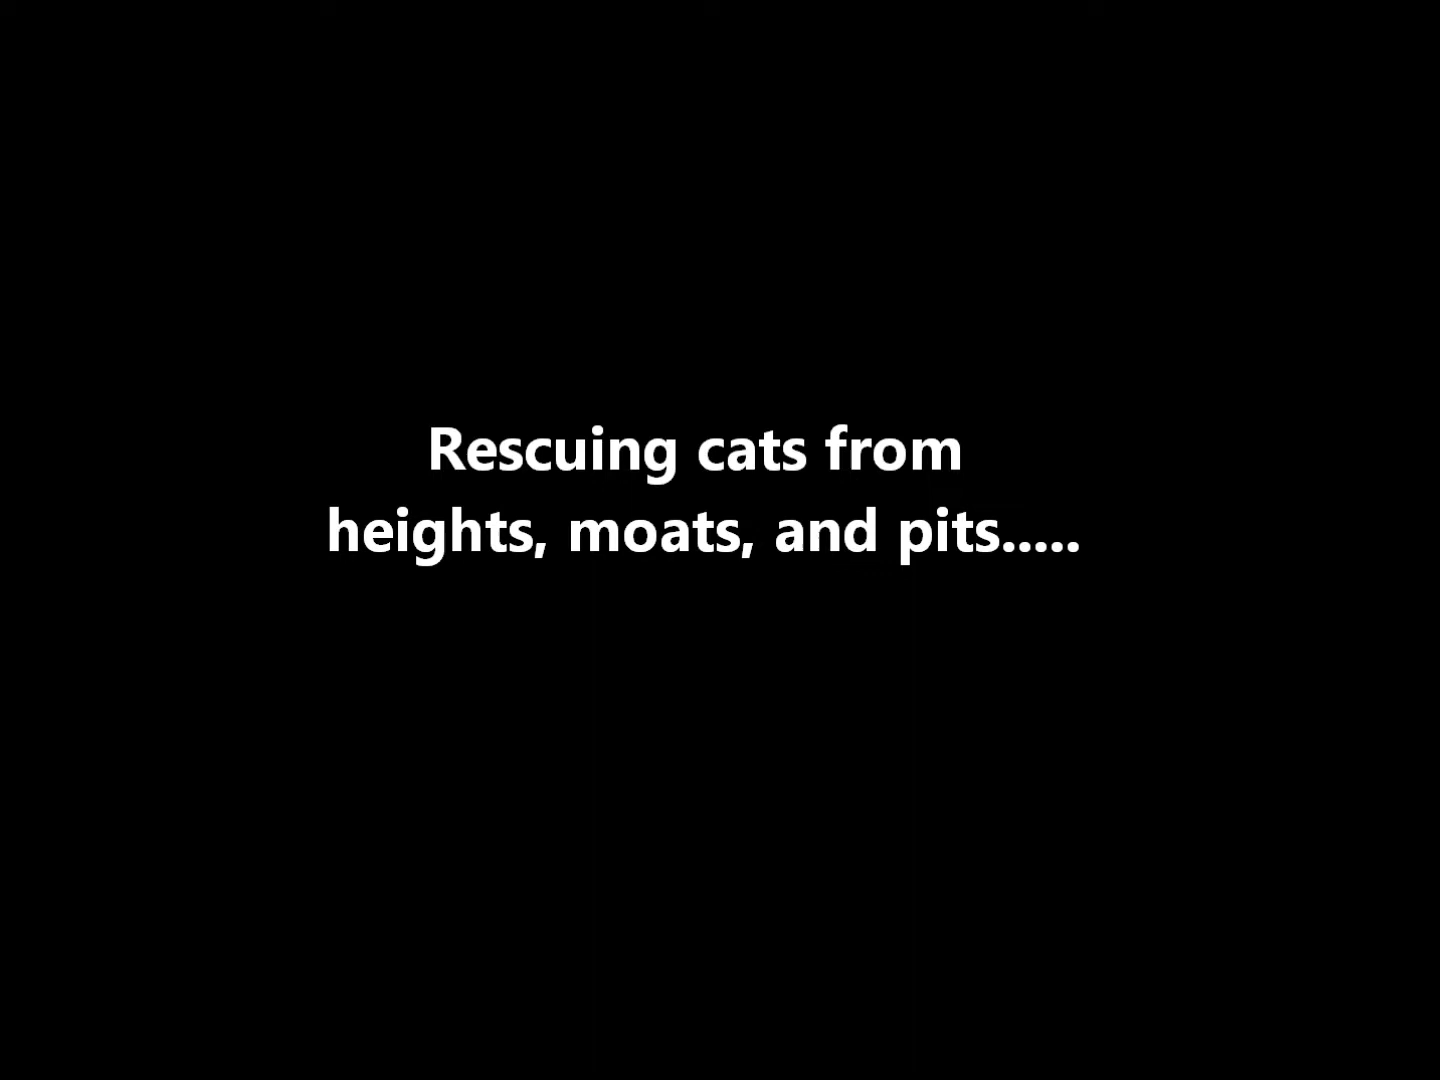 Rescuing cats from
heights, moats, and pits.....